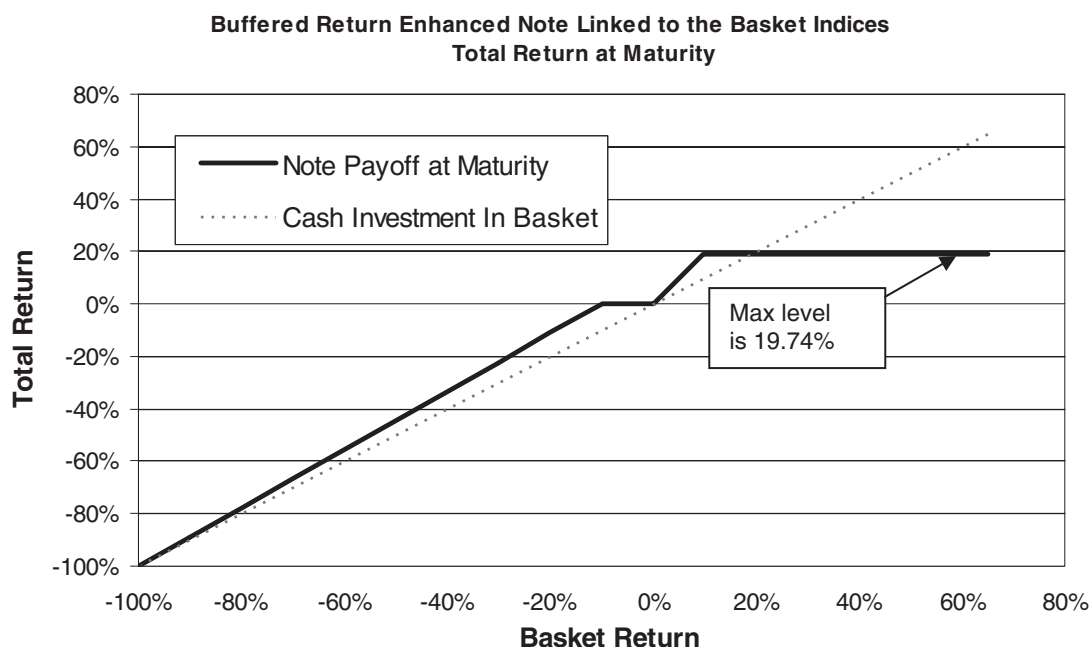 Buffered Return Enhanced Note Linked to the Basket Indices
Total Return at Maturity
80%
60%
40%
20%
0%
-20%
-40%
-60%
-80%
-100%
Total Return
Note Payoff at Maturity
Cash Investment In Basket
Max level
is 19.74%
-100% -80% -60% -40% -20% 0% 20% 40% 60% 80%
Basket Return